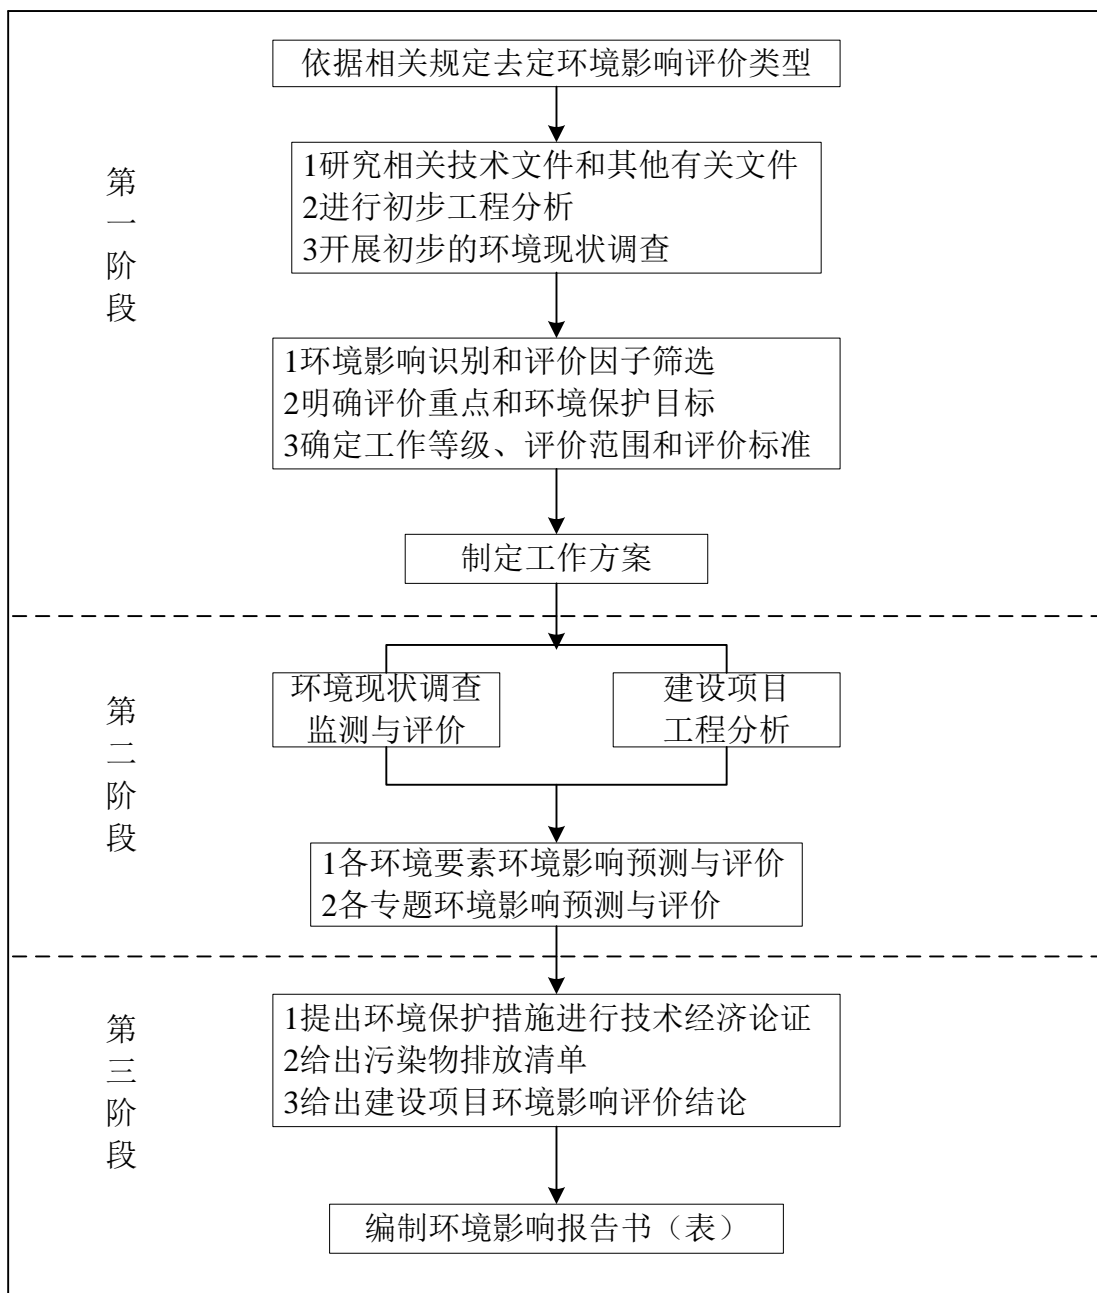 依据相关规定去定环境影响评价类型
第一阶段
1研究相关技术文件和其他有关文件
2进行初步工程分析
3开展初步的环境现状调查
1环境影响识别和评价因子筛选
2明确评价重点和环境保护目标
3确定工作等级、评价范围和评价标准
制定工作方案
第二阶段
环境现状调查
监测与评价
建设项目
工程分析
1各环境要素环境影响预测与评价
2各专题环境影响预测与评价
第三阶段
1提出环境保护措施进行技术经济论证
2给出污染物排放清单
3给出建设项目环境影响评价结论
编制环境影响报告书（表）